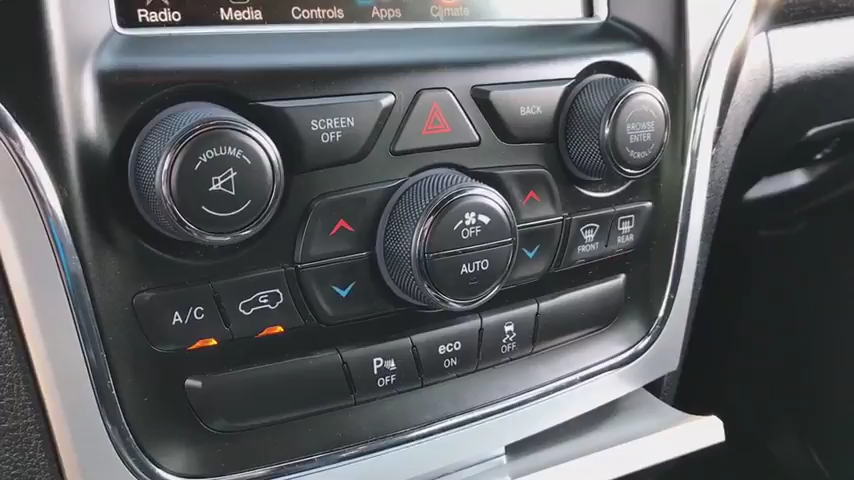 Radio Media Controls Apps Climate
VOLUME
SCREEN
OFF
BACK
BROWSE
ENTER
SCROLL
OFF
AUTO
FRONT
REAR
A/C
P
OFF
eco
ON
OFF